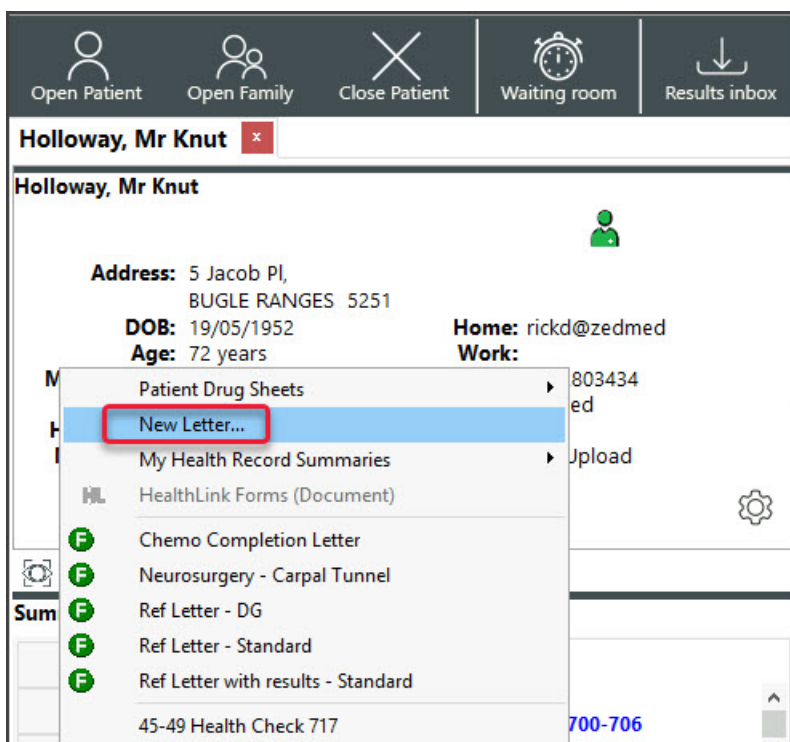 Open Patient
Open Family
Close Patient
Waiting room
Results inbox
Holloway, Mr Knut x
Holloway, Mr Knut
Address: 5 Jacob Pl,
BUGLE RANGES 5251
DOB: 19/05/1952
Home: rickd@zedmed
Age: 72 years
Work:
803434
ed
Upload
Patient Drug Sheets
New Letter...
My Health Record Summaries
HL HealthLink Forms (Document)
F Chemo Completion Letter
F Neurosurgery - Carpal Tunnel
F Ref Letter - DG
F Ref Letter - Standard
F Ref Letter with results - Standard
45-49 Health Check 717
Sum
700-706